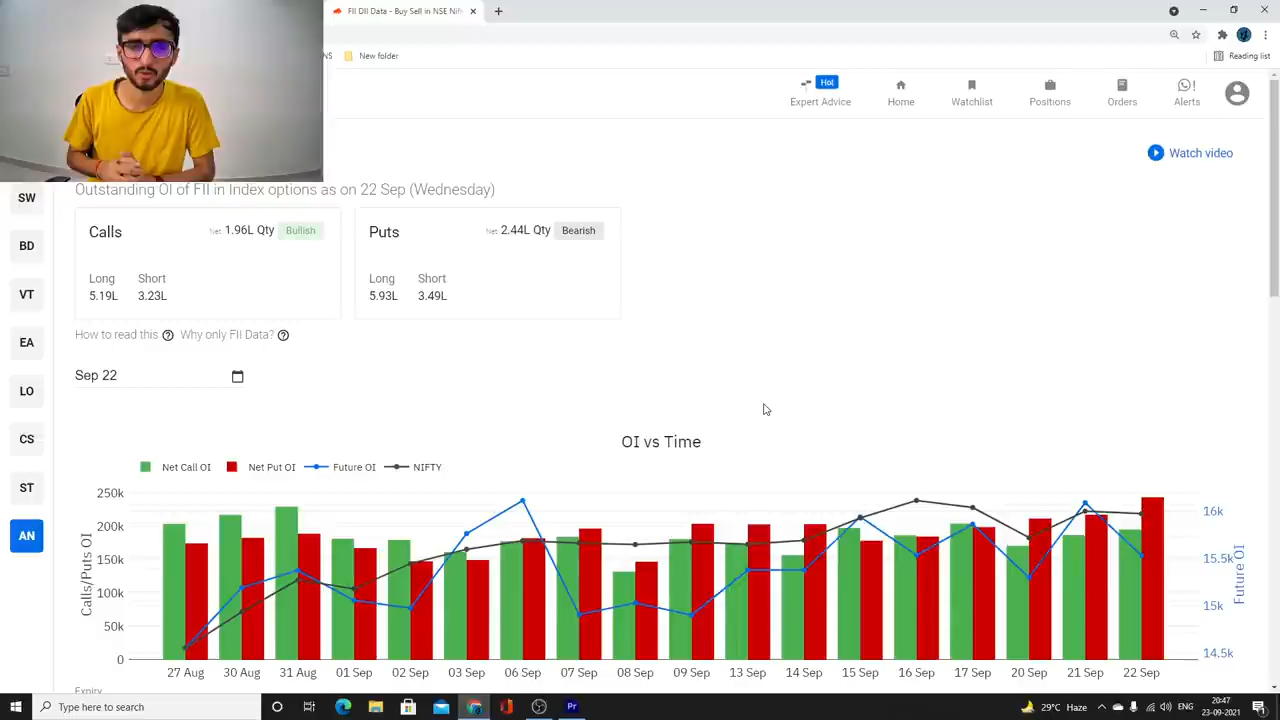 FII DII Data - Buy Sell in NSE Nif
NS
New folder
Reading list
Hot
Expert Advice
Home
Watchlist
Positions
Orders
Alerts
Watch video
Outstanding OI of FII in Index options as on 22 Sep (Wednesday)
SW
BD
VT
EA
LO
CS
ST
AN
Calls
Net 1.96L Qty Bullish
Long Short
5.19L 3.23L
Puts
Net 2.44L Qty Bearish
Long Short
5.93L 3.49L
How to read this ? Why only FII Data? ?
Sep 22
OI vs Time
Net Call OI Net Put OI Future OI NIFTY
Calls/Puts OI
250k
200k
150k
100k
50k
0
16k
15.5k
15k
14.5k
Future OI
27 Aug 30 Aug 31 Aug 01 Sep 02 Sep 03 Sep 06 Sep 07 Sep 08 Sep 09 Sep 13 Sep 14 Sep 15 Sep 16 Sep 17 Sep 20 Sep 21 Sep 22 Sep
Expiry
Type here to search
29°C Haze
ENG
20:47
23-09-2021